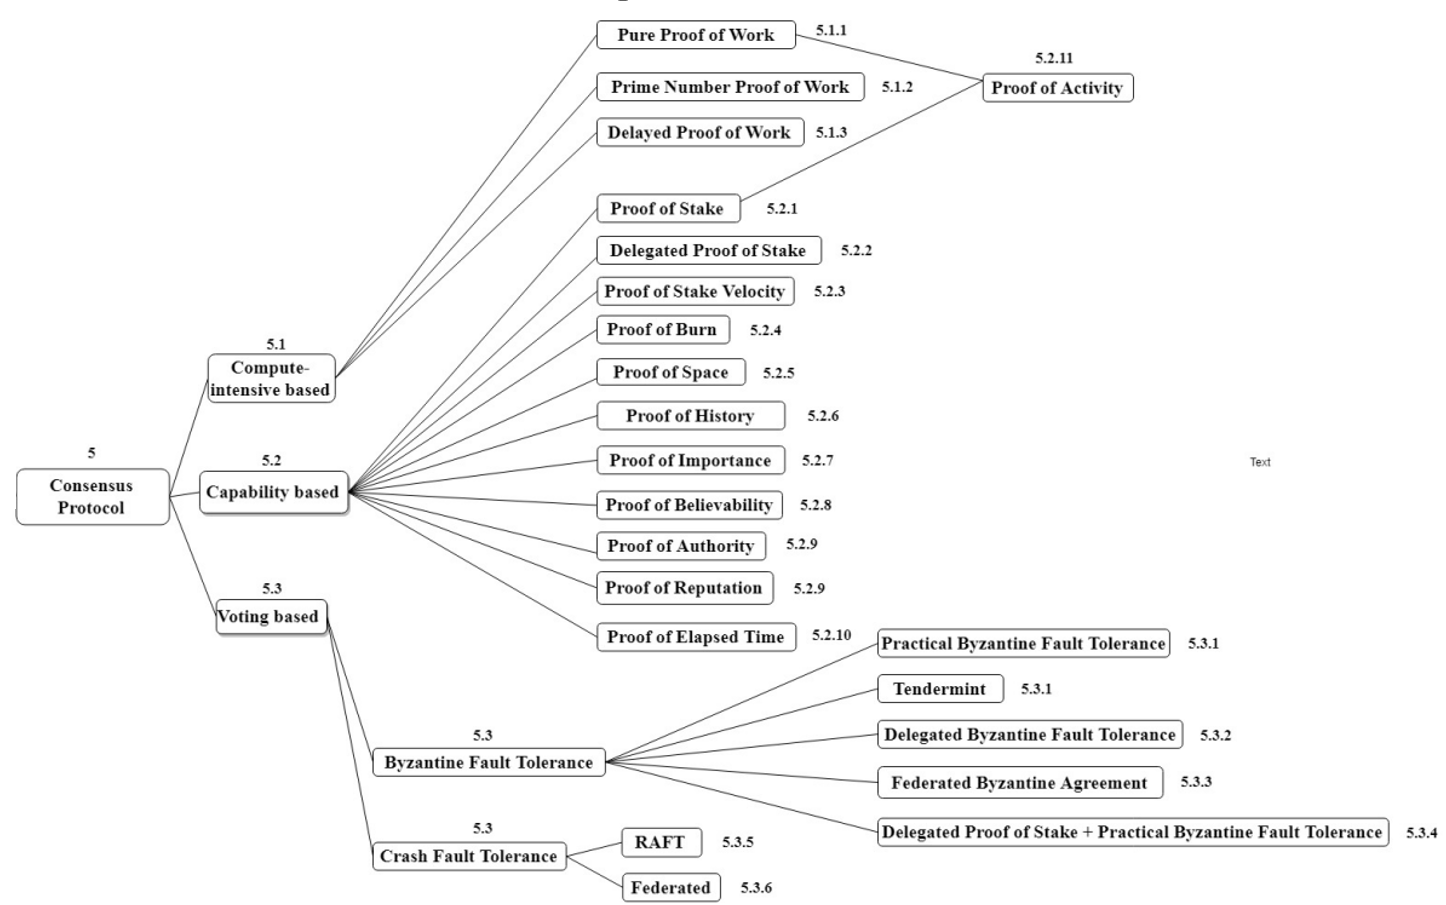 Pure Proof of Work 5.1.1
5.2.11
Proof of Activity
Prime Number Proof of Work 5.1.2
Delayed Proof of Work 5.1.3
Proof of Stake 5.2.1
Delegated Proof of Stake 5.2.2
Proof of Stake Velocity 5.2.3
Proof of Burn 5.2.4
5.1
Compute-
intensive based
Proof of Space 5.2.5
Proof of History 5.2.6
5
Consensus
Protocol
5.2
Capability based
Proof of Importance 5.2.7
Text
Proof of Believability 5.2.8
Proof of Authority 5.2.9
Proof of Reputation 5.2.9
5.3
Voting based
Proof of Elapsed Time 5.2.10
Practical Byzantine Fault Tolerance 5.3.1
Tendermint 5.3.1
5.3
Byzantine Fault Tolerance
Delegated Byzantine Fault Tolerance 5.3.2
Federated Byzantine Agreement 5.3.3
Delegated Proof of Stake + Practical Byzantine Fault Tolerance 5.3.4
5.3
Crash Fault Tolerance
RAFT 5.3.5
Federated 5.3.6